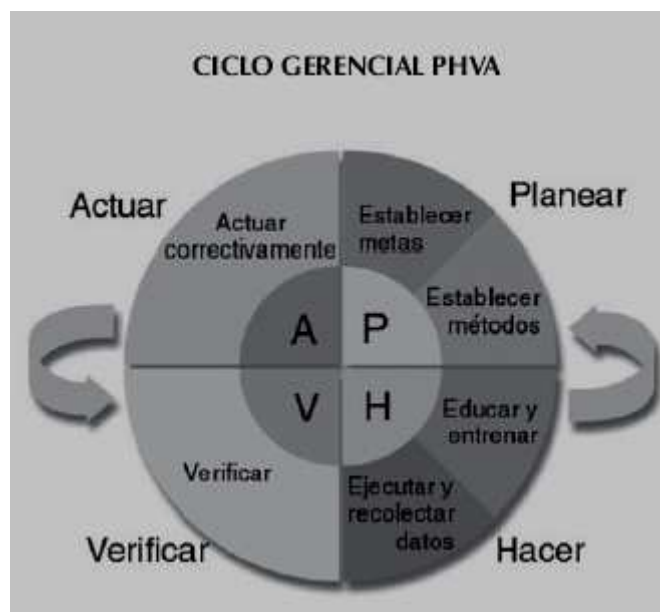 CICLO GERENCIAL PHVA
Actuar
Planear
Actuar
correctivamente
Establecer
metas
Establecer
métodos
A
P
V
H
Educar y
entrenar
Verificar
Ejecutar y
recolectar
datos
Verificar
Hacer